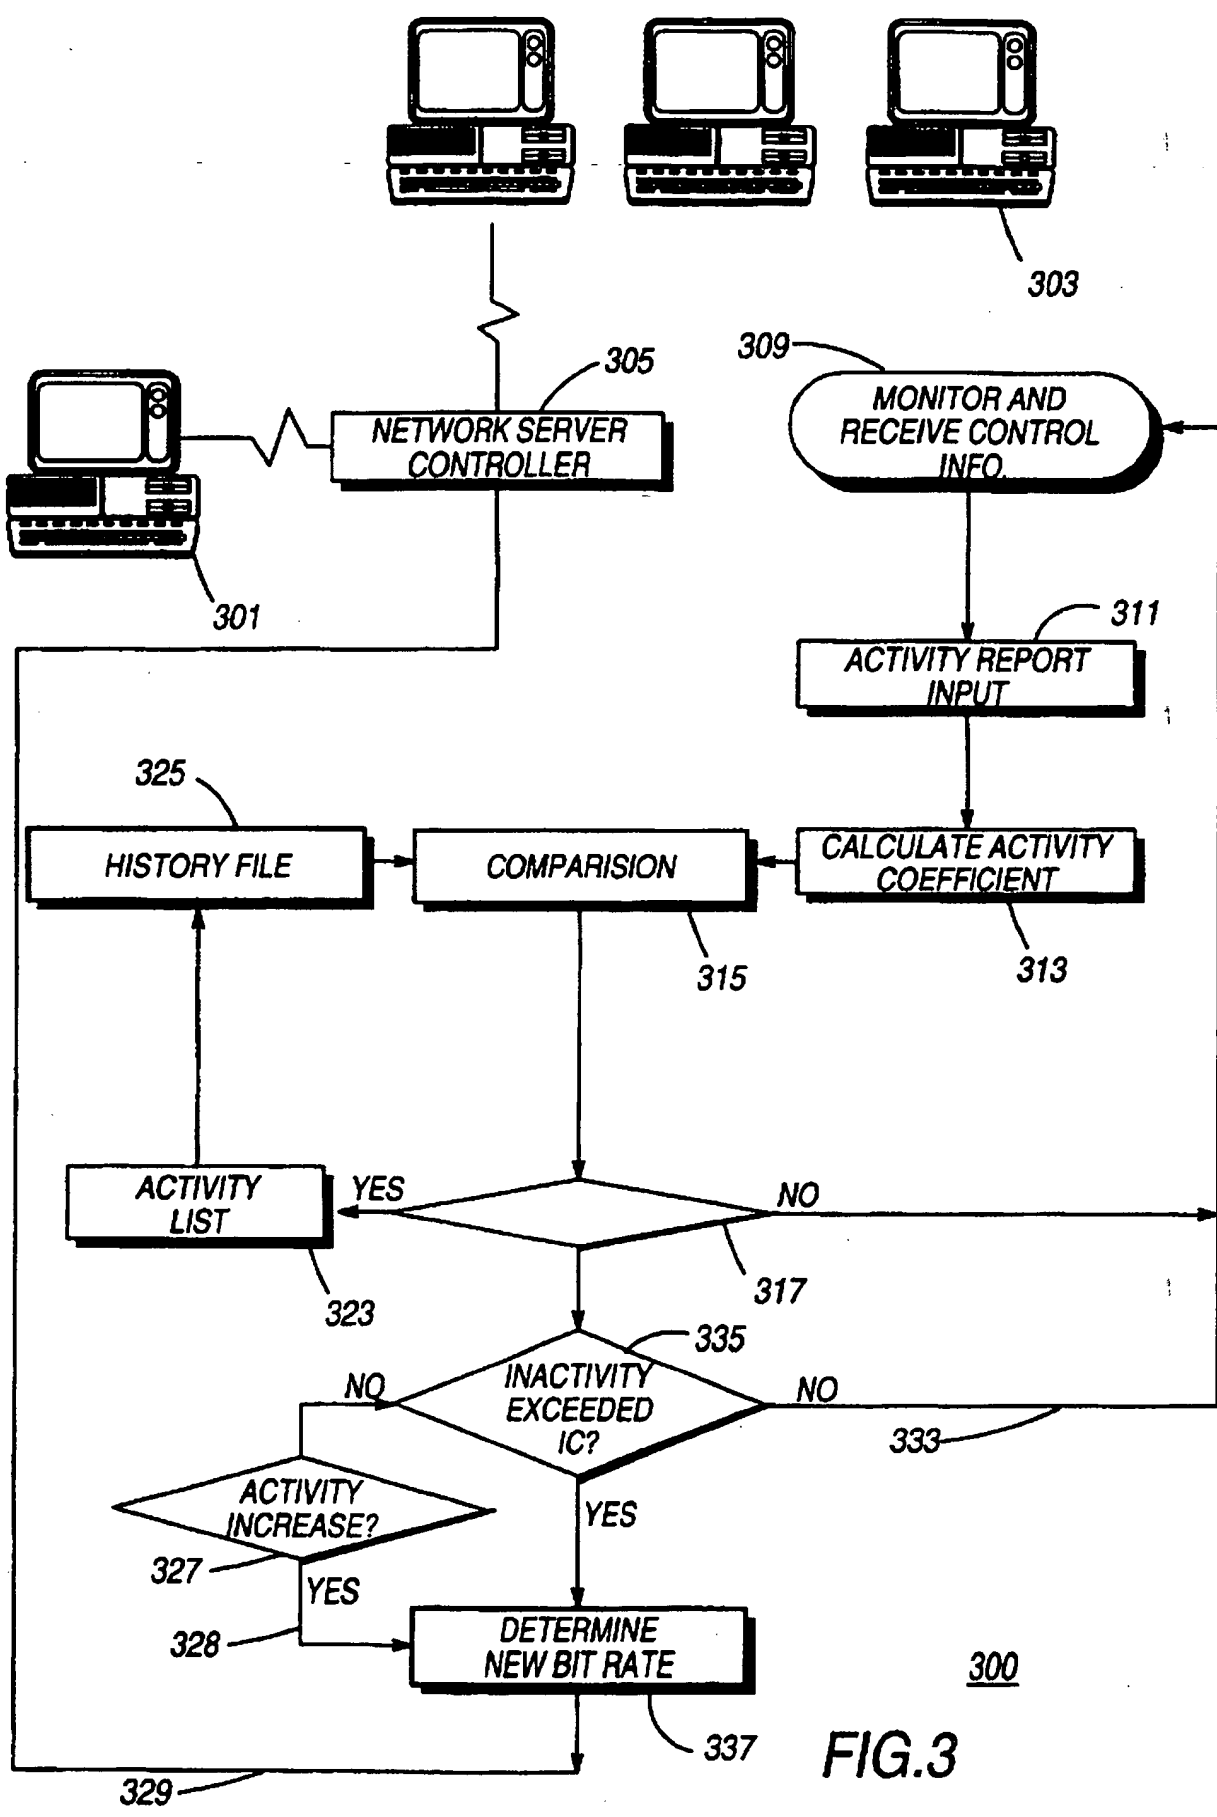 303
309
305
MONITOR AND
RECEIVE CONTROL
INFO.
NETWORK SERVER
CONTROLLER
301
311
ACTIVITY REPORT
INPUT
325
HISTORY FILE
COMPARISION
CALCULATE ACTIVITY
COEFFICIENT
315
313
ACTIVITY
LIST
YES
NO
323
317
335
INACTIVITY
EXCEEDED
IC?
NO
NO
333
ACTIVITY
INCREASE?
YES
327
YES
328
DETERMINE
NEW BIT RATE
300
337
FIG.3
329